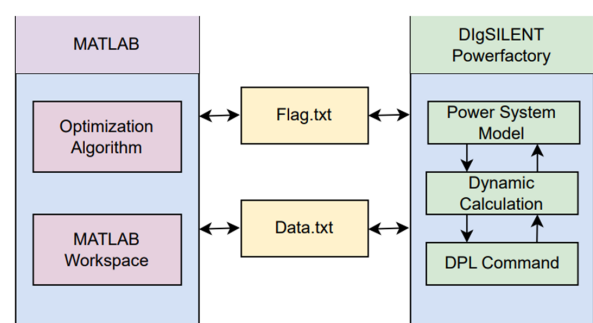 MATLAB
Optimization
Algorithm
MATLAB
Workspace
Flag.txt
Data.txt
DIgSILENT
Powerfactory
Power System
Model
Dynamic
Calculation
DPL Command